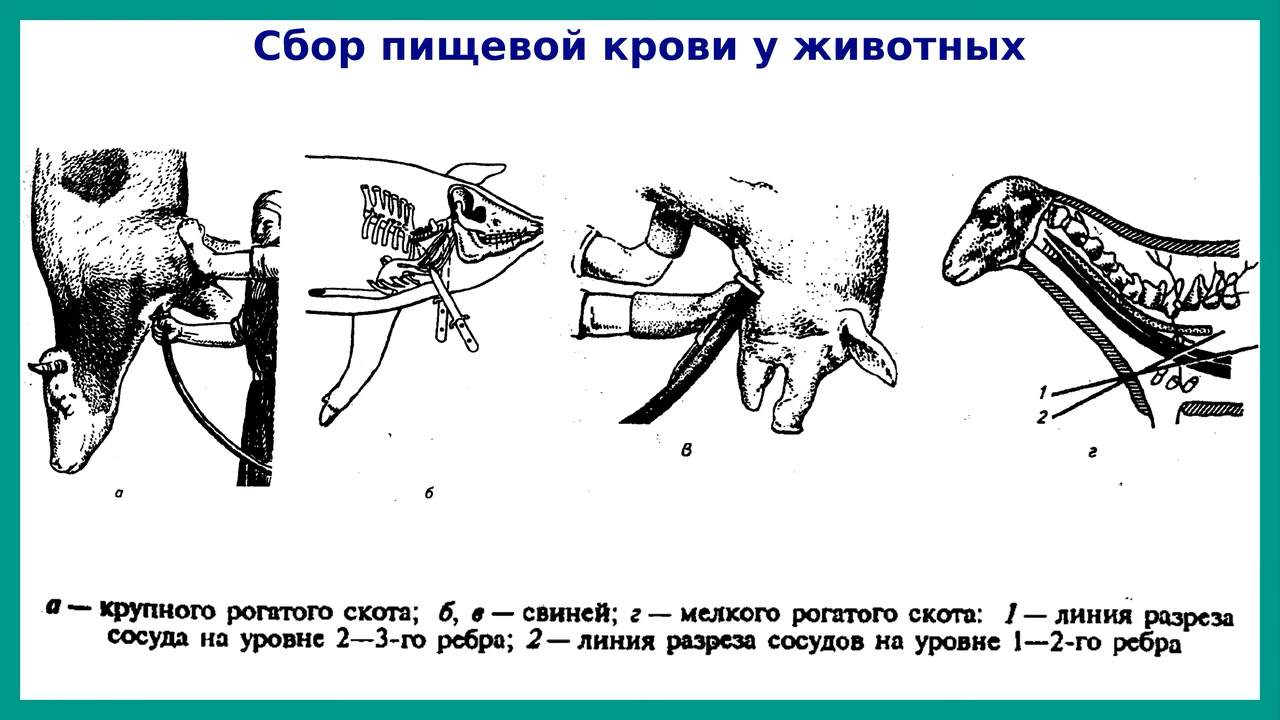 Сбор пищевой крови у животных
1
2
а
б
в
г
а — крупного рогатого скота; б, в — свиней; г — мелкого рогатого скота: 1 — линия разреза
сосуда на уровне 2—3-го ребра; 2 — линия разреза сосудов на уровне 1—2-го ребра